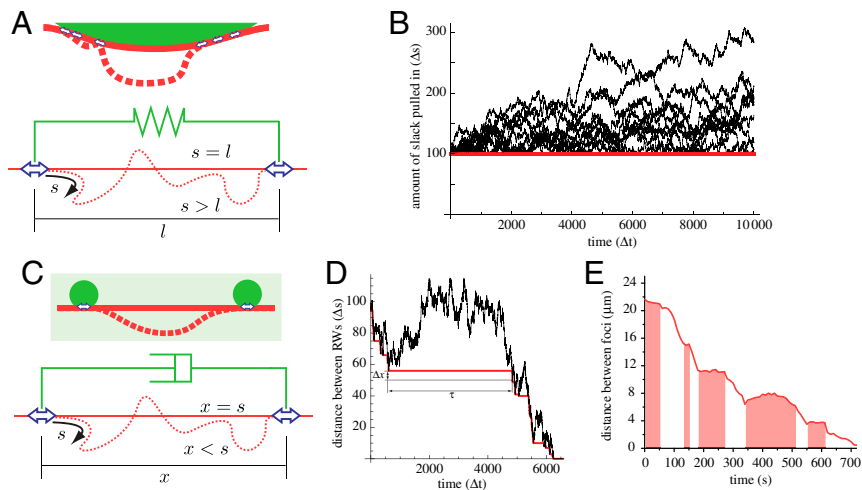 A
s = l
s
s > l
l
B
amount of slack pulled in (Δs)
300
200
100
2000
4000
6000
8000
10000
time (Δt)
C
x = s
s
x < s
x
D
distance between RWs (Δs)
100
80
60
40
20
Δx
τ
2000
4000
6000
time (Δt)
E
distance between foci (μm)
24
20
16
12
8
4
0
0
100
200
300
400
500
600
700
time (s)